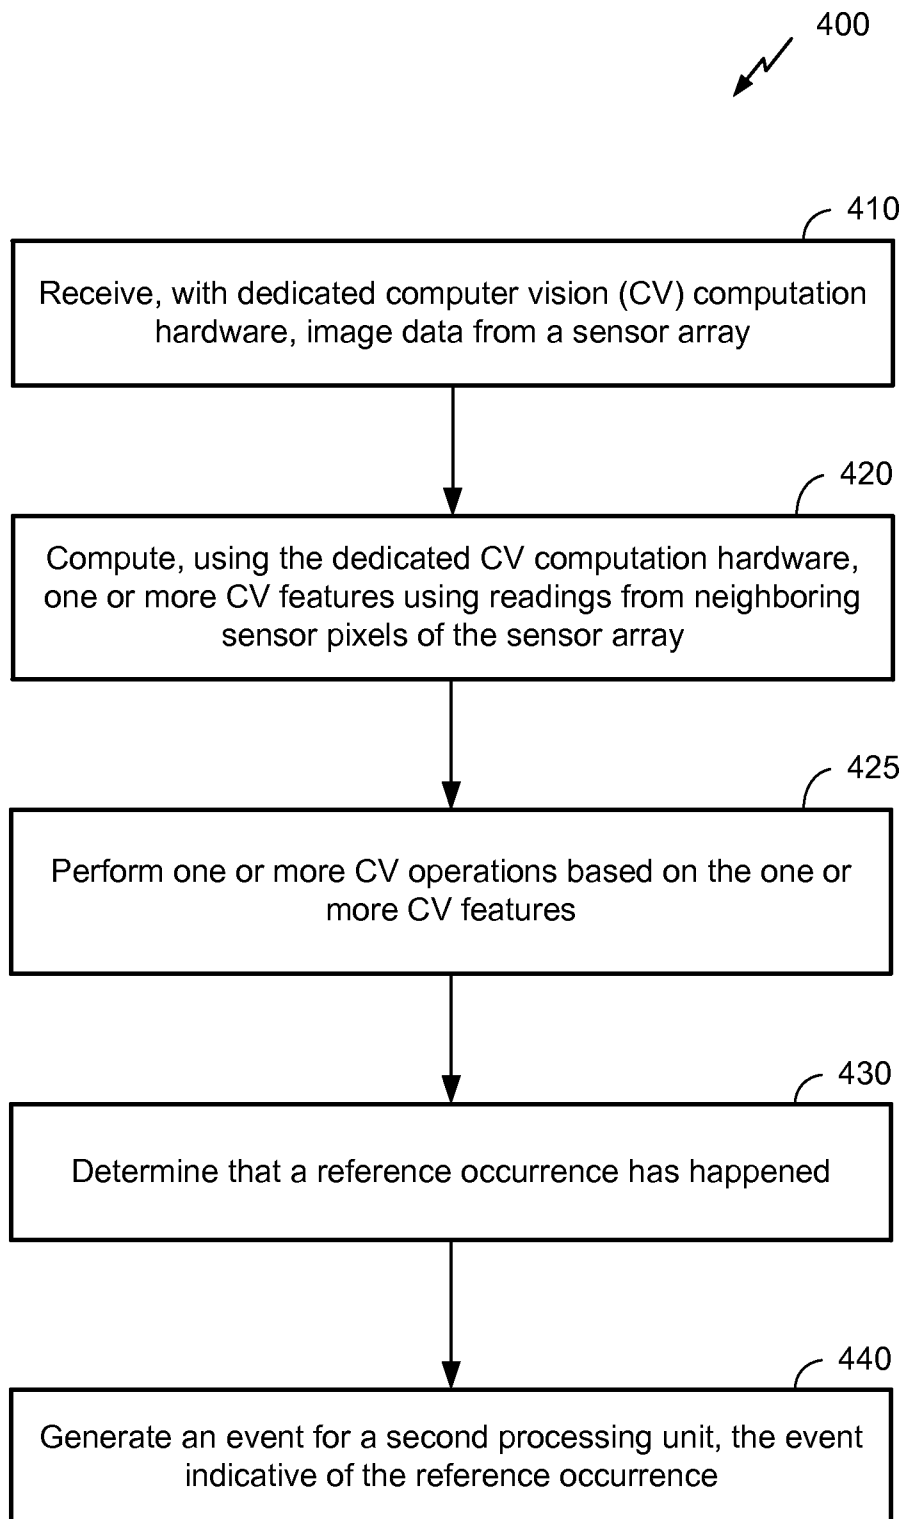 400
410
Receive, with dedicated computer vision (CV) computation
hardware, image data from a sensor array
420
Compute, using the dedicated CV computation hardware,
one or more CV features using readings from neighboring
sensor pixels of the sensor array
425
Perform one or more CV operations based on the one or
more CV features
430
Determine that a reference occurrence has happened
440
Generate an event for a second processing unit, the event
indicative of the reference occurrence